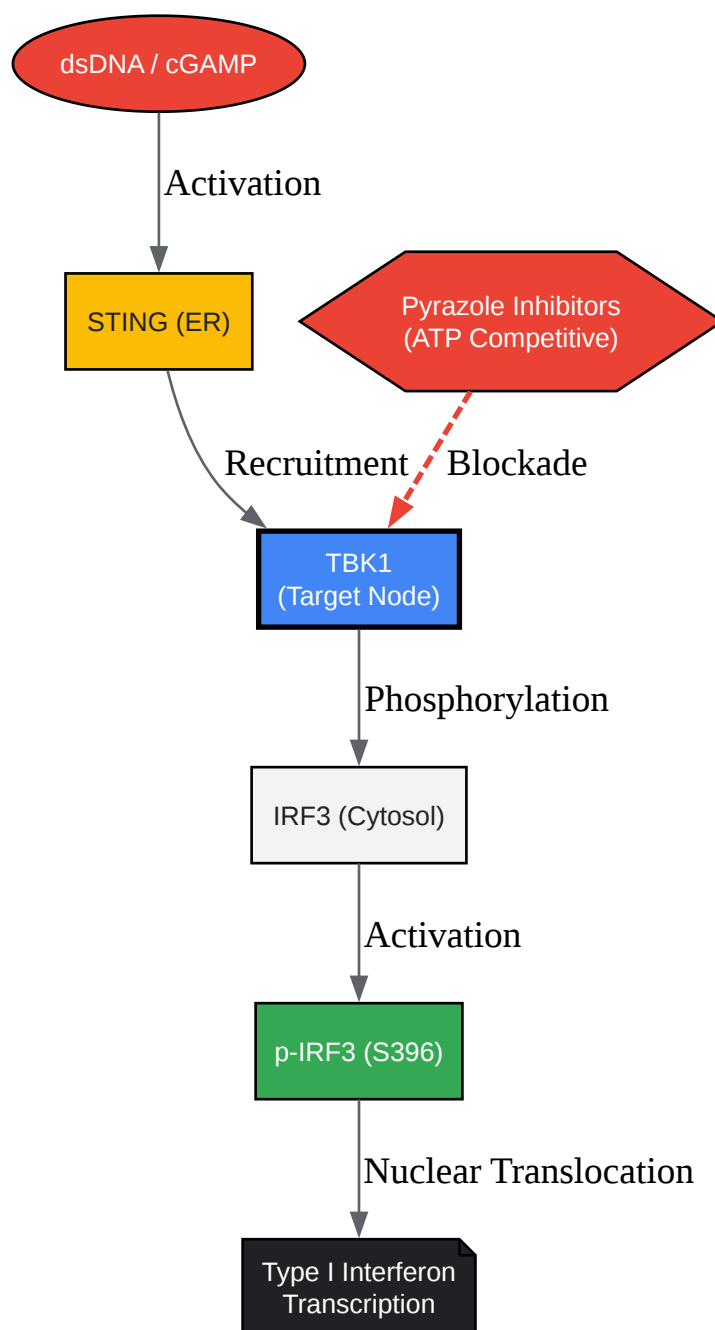 dsDNA / cGAMP
Activation
STING (ER)
Pyrazole Inhibitors
(ATP Competitive)
Recruitment
Blockade
TBK1
(Target Node)
Phosphorylation
IRF3 (Cytosol)
Activation
p-IRF3 (S396)
Nuclear Translocation
Type I Interferon
Transcription